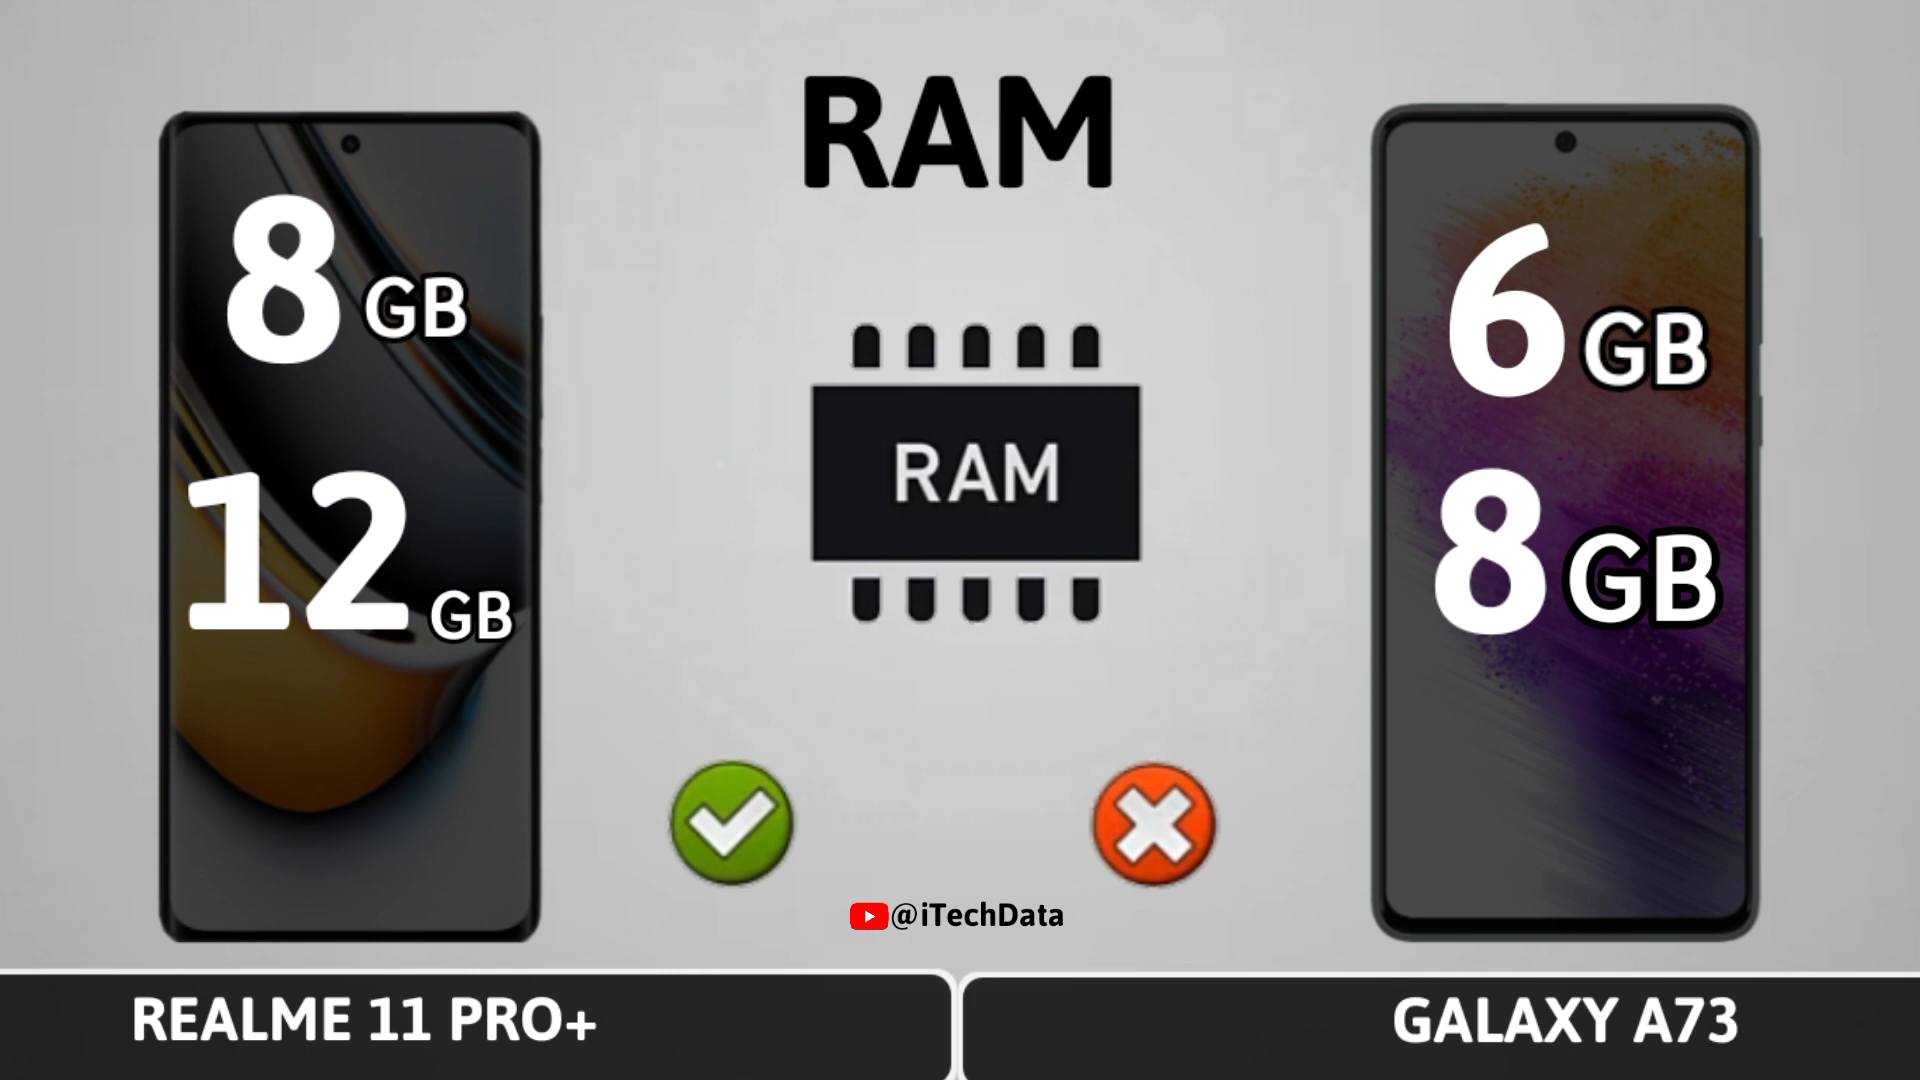 RAM
8 GB
12 GB
RAM
6 GB
8 GB
@iTechData
REALME 11 PRO+
GALAXY A73